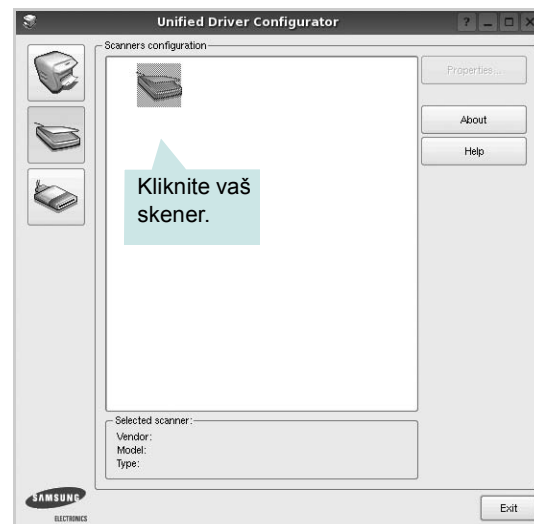 Unified Driver Configurator
Scanners configuration
Properties...
About
Help
Kliknite vaš
skener.
Selected scanner:
Vendor:
Model:
Type:
SAMSUNG
ELECTRONICS
Exit